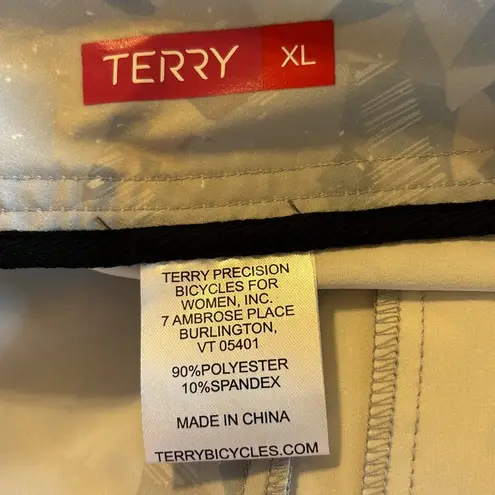 TERRY XL
TERRY PRECISION
BICYCLES FOR
WOMEN, INC.
7 AMBROSE PLACE
BURLINGTON,
VT 05401
90%POLYESTER
10%SPANDEX
MADE IN CHINA
TERRYBICYCLES.COM